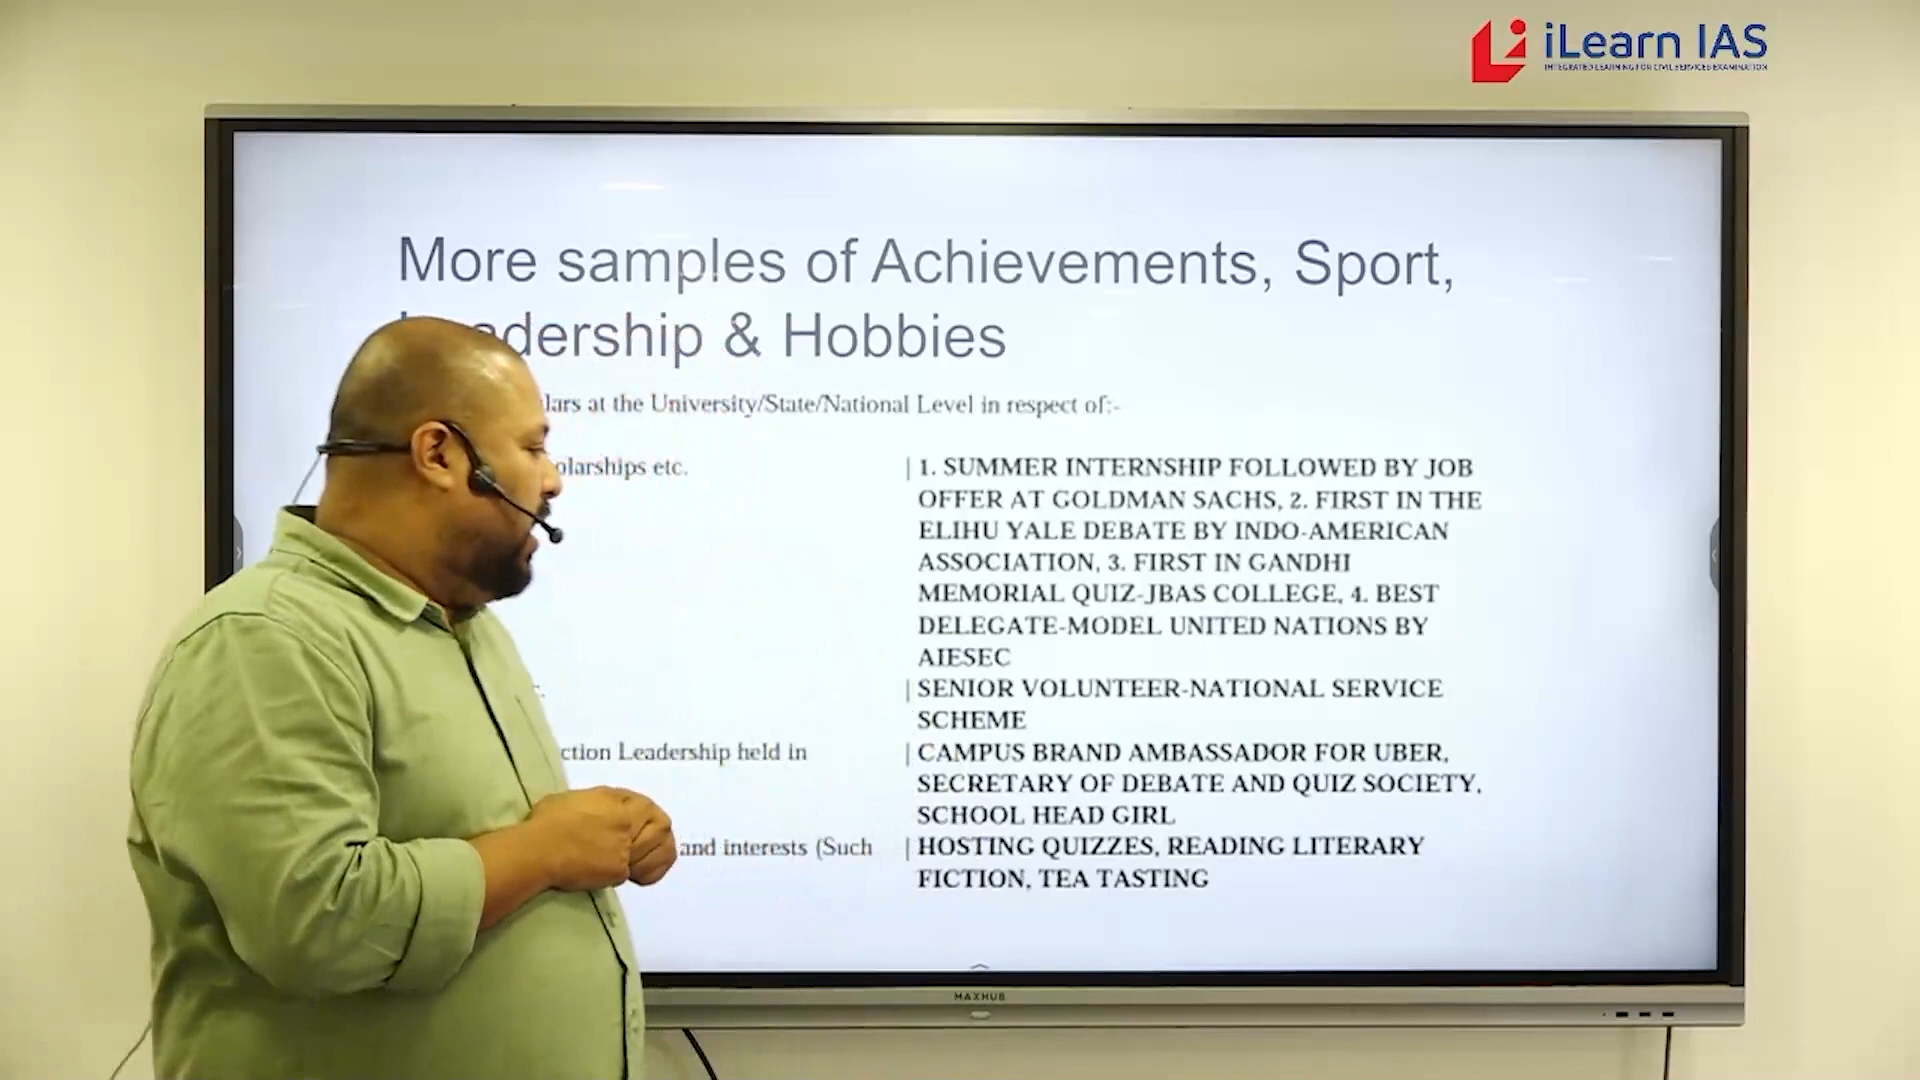 iLearn IAS
INTEGRATED LEARNING FOR CIVIL SERVICES EXAMINATION
More samples of Achievements, Sport,
& Hobbies
at the University/State/National Level in respect of:-
etc.
| 1. SUMMER INTERNSHIP FOLLOWED BY JOB
OFFER AT GOLDMAN SACHS, 2. FIRST IN THE
ELIHU YALE DEBATE BY INDO-AMERICAN
ASSOCIATION, 3. FIRST IN GANDHI
MEMORIAL QUIZ-JBAS COLLEGE, 4. BEST
DELEGATE-MODEL UNITED NATIONS BY
AIESEC
| SENIOR VOLUNTEER-NATIONAL SERVICE
SCHEME
Leadership held in
| CAMPUS BRAND AMBASSADOR FOR UBER,
SECRETARY OF DEBATE AND QUIZ SOCIETY,
SCHOOL HEAD GIRL
and interests (Such
| HOSTING QUIZZES, READING LITERARY
FICTION, TEA TASTING
MAXHUB